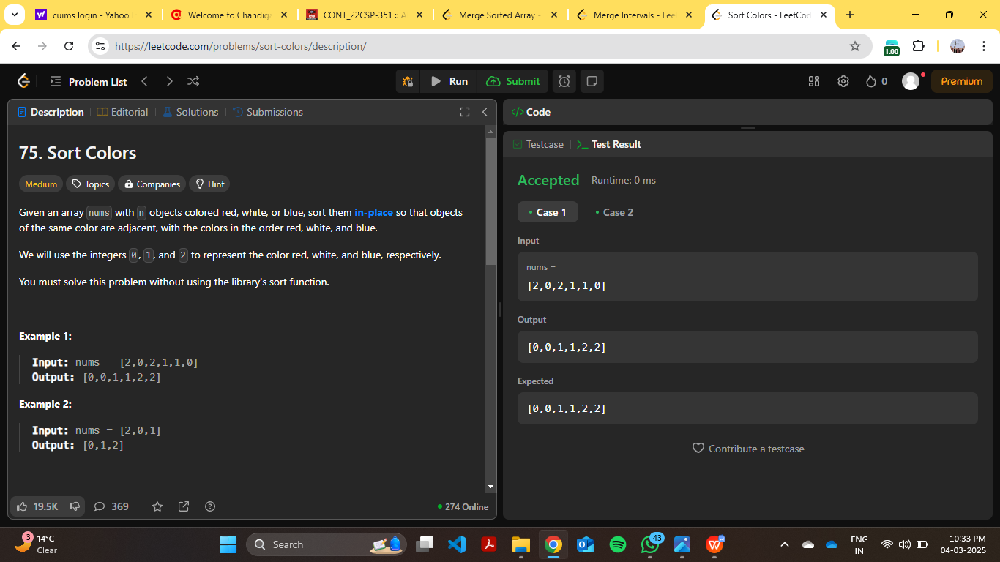 cuims login - Yahoo I
Welcome to Chandiga
CONT_22CSP-351 :: A
Merge Sorted Array -
Merge Intervals - Lee
Sort Colors - LeetCod
https://leetcode.com/problems/sort-colors/description/
1.00
Problem List
Run
Submit
0
Premium
Description
Editorial
Solutions
Submissions
Code
75. Sort Colors
Medium
Topics
Companies
Hint
Given an array nums with n objects colored red, white, or blue, sort them in-place so that objects
of the same color are adjacent, with the colors in the order red, white, and blue.
We will use the integers 0, 1, and 2 to represent the color red, white, and blue, respectively.
You must solve this problem without using the library's sort function.
Example 1:
Input: nums = [2,0,2,1,1,0]
Output: [0,0,1,1,2,2]
Example 2:
Input: nums = [2,0,1]
Output: [0,1,2]
19.5K
369
274 Online
Testcase
Test Result
Accepted
Runtime: 0 ms
Case 1
Case 2
Input
nums =
[2,0,2,1,1,0]
Output
[0,0,1,1,2,2]
Expected
[0,0,1,1,2,2]
Contribute a testcase
3
14°C
Clear
Search
43
ENG
IN
10:33 PM
04-03-2025